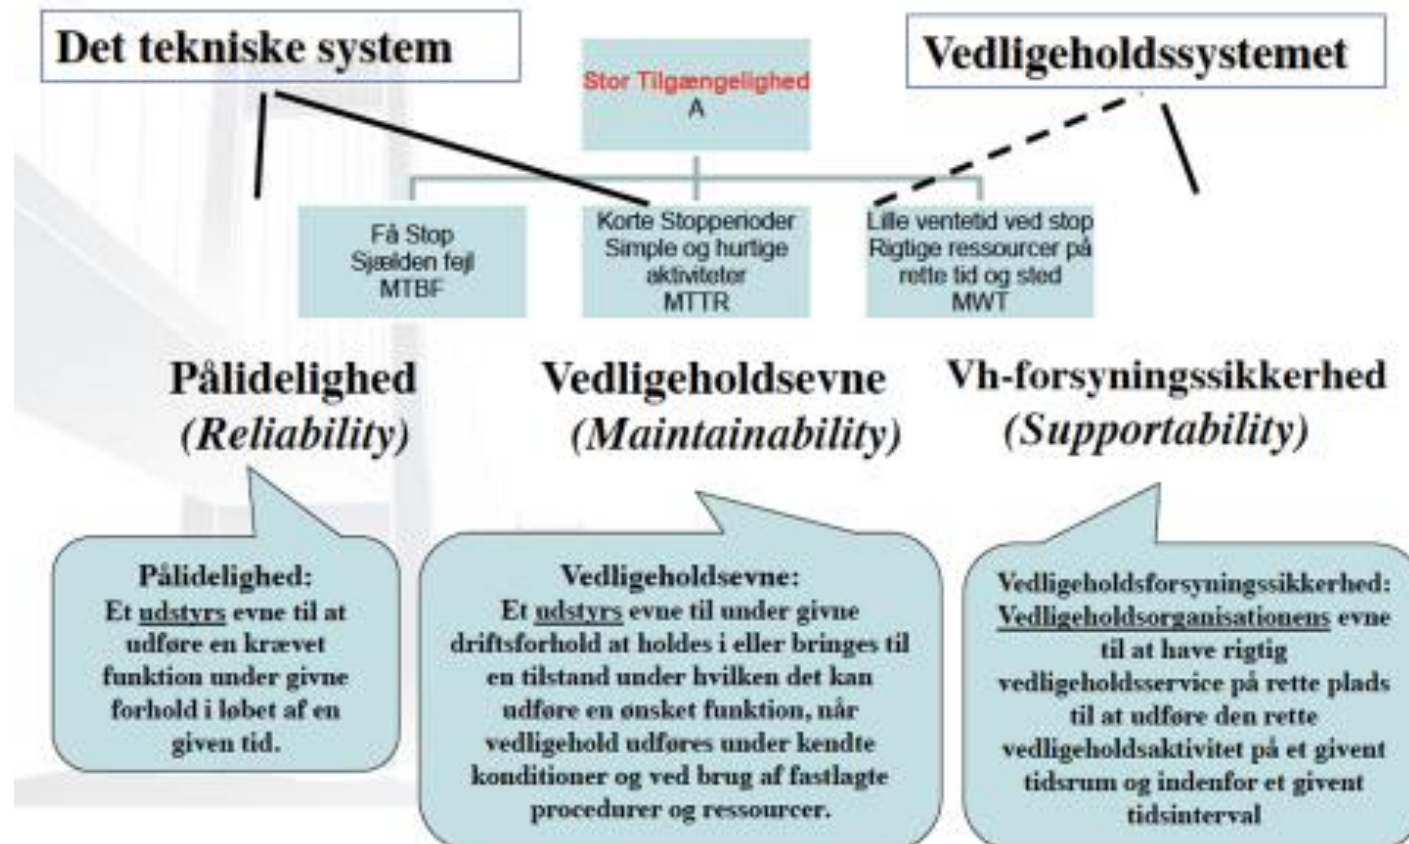 Det tekniske system
Vedligeholdssystemet
Stor Tilgængelighed
A
Få Stop
Sjælden fejl
MTBF
Korte Stopperioder
Simple og hurtige
aktiviteter
MTTR
Lille ventetid ved stop
Rigtige ressourcer på
rette tid og sted
MWT
Pålidelighed
(Reliability)
Vedligeholdsevne
(Maintainability)
Vh-forsyningssikkerhed
(Supportability)
Pålidelighed:
Et udstyrs evne til at
udføre en krævet
funktion under givne
forhold i løbet af en
given tid.
Vedligeholdsevne:
Et udstyrs evne til under givne
driftsforhold at holdes i eller bringes til
en tilstand under hvilken det kan
udføre en ønsket funktion, når
vedligehold udføres under kendte
konditioner og ved brug af fastlagte
procedurer og ressourcer.
Vedligeholdsforsyningssikkerhed:
Vedligeholdsorganisationens evne
til at have rigtig
vedligeholdsservice på rette plads
til at udføre den rette
vedligeholdsaktivitet på et givent
tidsrum og indenfor et givent
tidsinterval